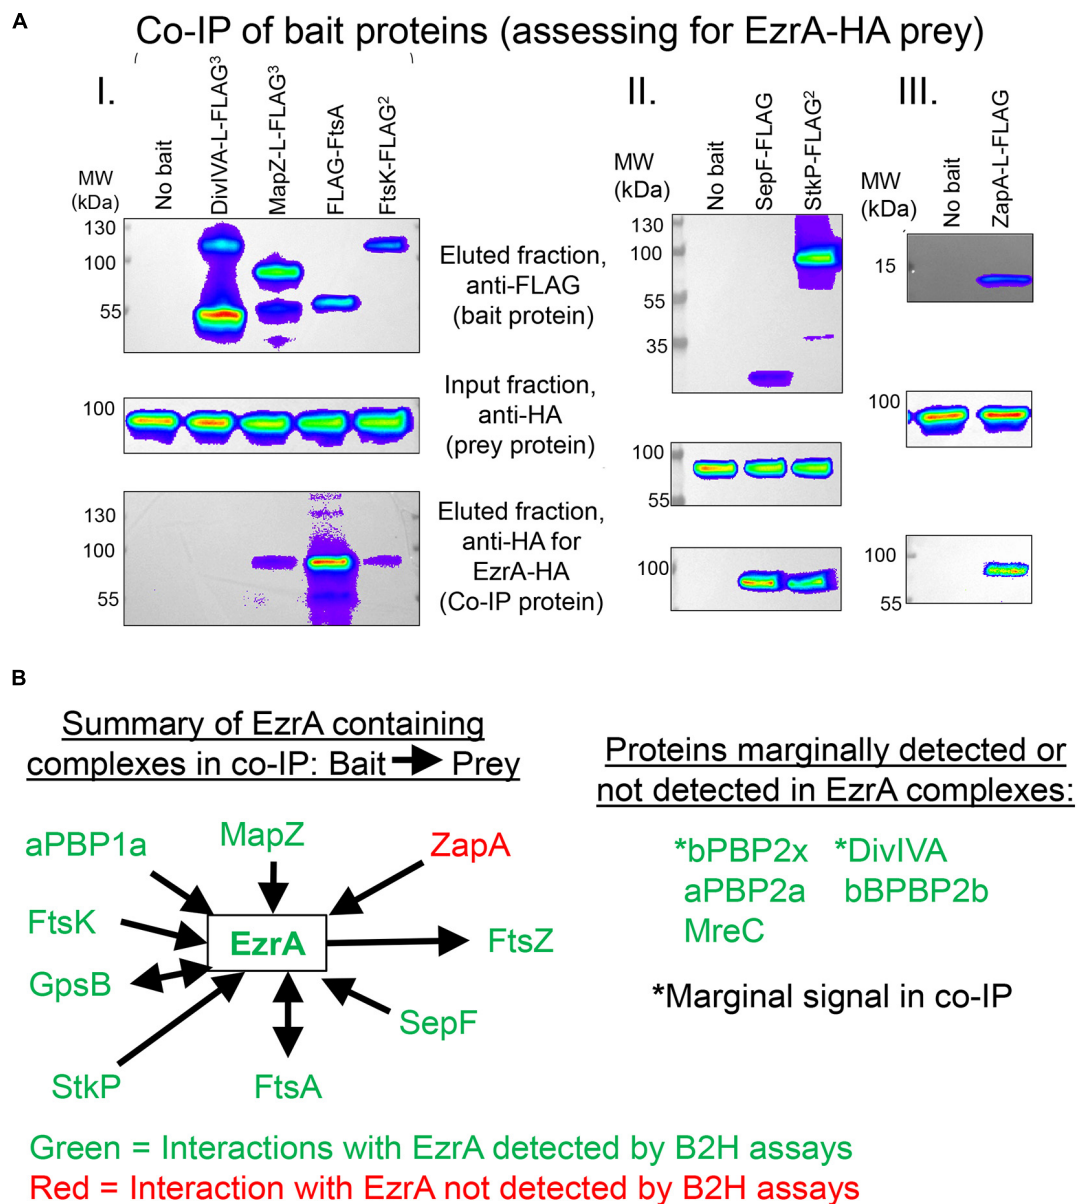 A
Co-IP of bait proteins (assessing for EzrA-HA prey)
I.
MW
(kDa)
No bait
DivIVA-L-FLAG³
MapZ-L-FLAG³
FLAG-FtsA
FtsK-FLAG²
130
100
55
Eluted fraction,
anti-FLAG
(bait protein)
100
Input fraction,
anti-HA
(prey protein)
130
100
55
Eluted fraction,
anti-HA for
EzrA-HA
(Co-IP protein)
II.
MW
(kDa)
No bait
SepF-FLAG
StkP-FLAG²
130
100
55
35
100
55
100
III.
MW
(kDa)
No bait
ZapA-L-FLAG
15
100
100
55
B
Summary of EzrA containing
complexes in co-IP: Bait → Prey
aPBP1a
MapZ
ZapA
FtsK
EzrA
FtsZ
GpsB
SepF
StkP
FtsA
Proteins marginally detected or
not detected in EzrA complexes:
*bPBP2x *DivIVA
aPBP2a bBPBP2b
MreC
*Marginal signal in co-IP
Green = Interactions with EzrA detected by B2H assays
Red = Interaction with EzrA not detected by B2H assays